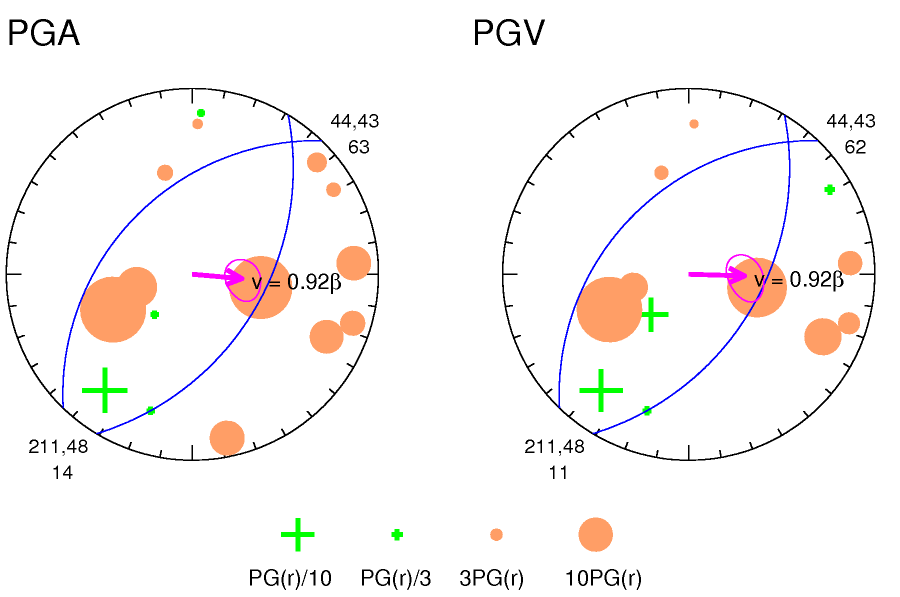 PGA
PGV
44,43
63
44,43
62
v = 0.92β
v = 0.92β
211,48
14
211,48
11
PG(r)/10
PG(r)/3
3PG(r)
10PG(r)